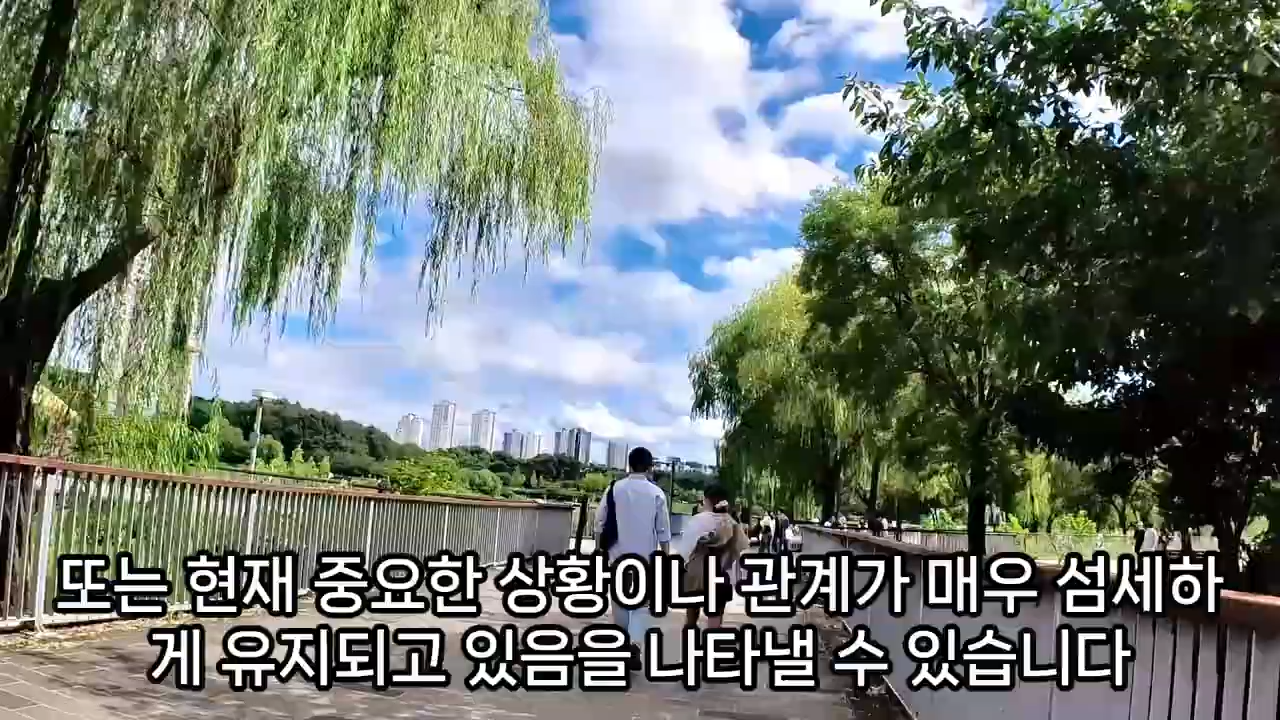 또는 현재 중요한 상황이나 관계가 매우 섬세하
게 유지되고 있음을 나타낼 수 있습니다